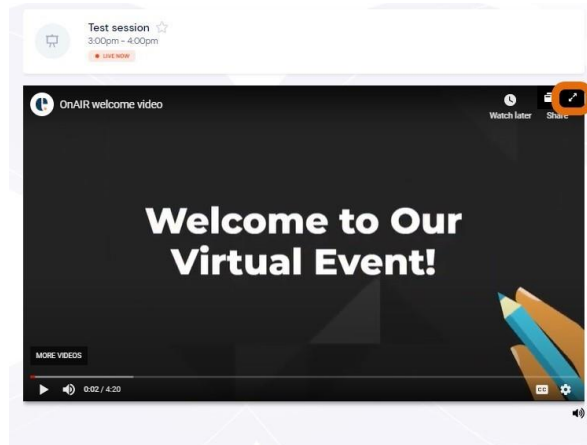 Test session
3:00pm - 4:00pm
LIVE NOW
OnAIR welcome video
Watch later
Share
Welcome to Our
Virtual Event!
MORE VIDEOS
0:02 / 4:20
CC